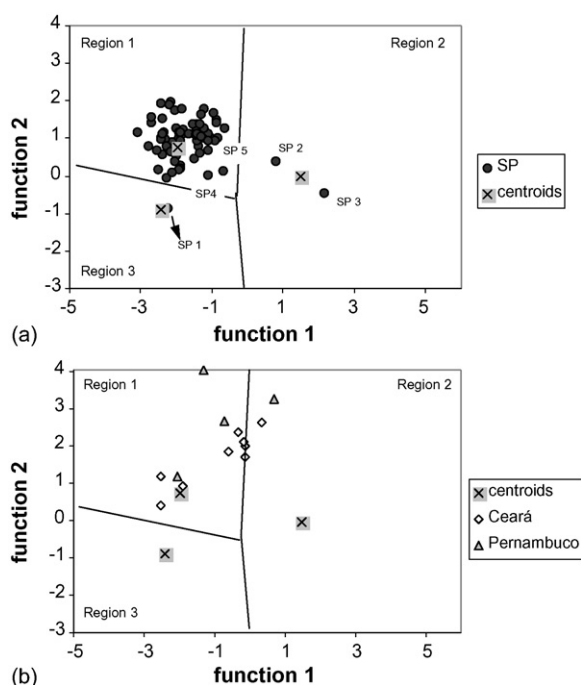 4
Region 1
Region 2
3
2
function 2
SP 5
SP 2
SP
1
centroids
0
SP4
SP 3
-1
SP 1
-2
Region 3
-3
-5
-3
-1
1
3
5
(a)
function 1
4
Region 1
Region 2
3
2
function 2
centroids
1
Ceará
0
Pernambuco
-1
-2
Region 3
-3
-5
-3
-1
1
3
5
(b)
function 1